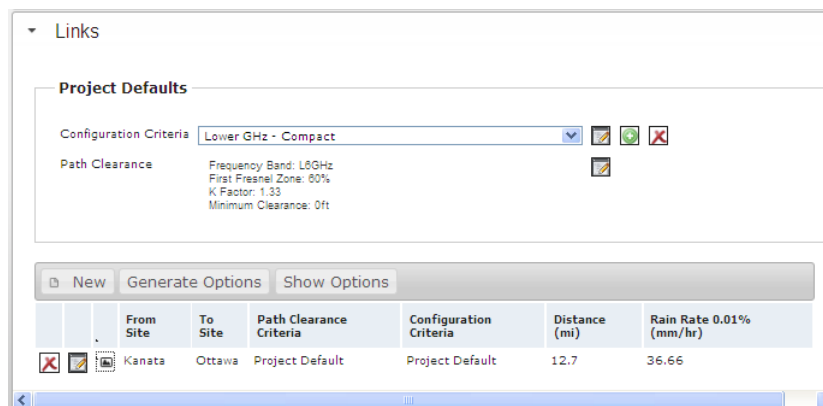 Links
Project Defaults
Configuration Criteria Lower GHz - Compact
Path Clearance Frequency Band: L6GHz
First Fresnel Zone: 60%
K Factor: 1.33
Minimum Clearance: 0ft
New Generate Options Show Options
From Site To Site Path Clearance Criteria Configuration Criteria Distance (mi) Rain Rate 0.01% (mm/hr)
Kanata Ottawa Project Default Project Default 12.7 36.66